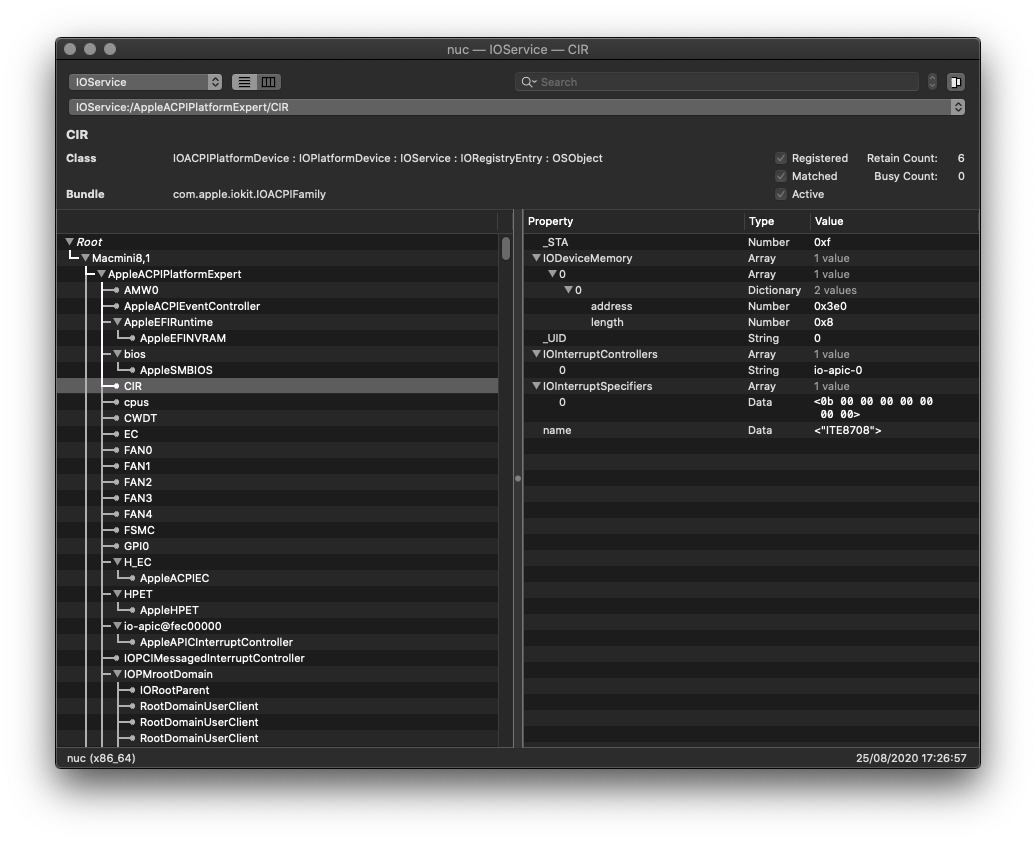 nuc — IOService — CIR
IOService
Search
IOService:/AppleACPIPlatformExpert/CIR
CIR
Class IOACPIPlatformDevice : IOPlatformDevice : IOService : IORegistryEntry : OSObject
Registered Retain Count: 6
Matched Busy Count: 0
Bundle com.apple.iokit.IOACPIFamily
Active
Root
Macmini8,1
AppleACPIPlatformExpert
AMW0
AppleACPIEventController
AppleEFIRuntime
AppleEFINVRAM
bios
AppleSMBIOS
CIR
cpus
CWDT
EC
FAN0
FAN1
FAN2
FAN3
FAN4
FSMC
GPI0
H_EC
AppleACPIEC
HPET
AppleHPET
io-apic@fec00000
AppleAPICInterruptController
IOPCIMessagedInterruptController
IOPMrootDomain
IORootParent
RootDomainUserClient
RootDomainUserClient
RootDomainUserClient
Property Type Value
_STA Number 0xf
IODeviceMemory Array 1 value
0 Array 1 value
0 Dictionary 2 values
address Number 0x3e0
length Number 0x8
_UID String 0
IOInterruptControllers Array 1 value
0 String io-apic-0
IOInterruptSpecifiers Array 1 value
0 Data <0b 00 00 00 00 00
00 00>
name Data <"ITE8708">
nuc (x86_64)
25/08/2020 17:26:57